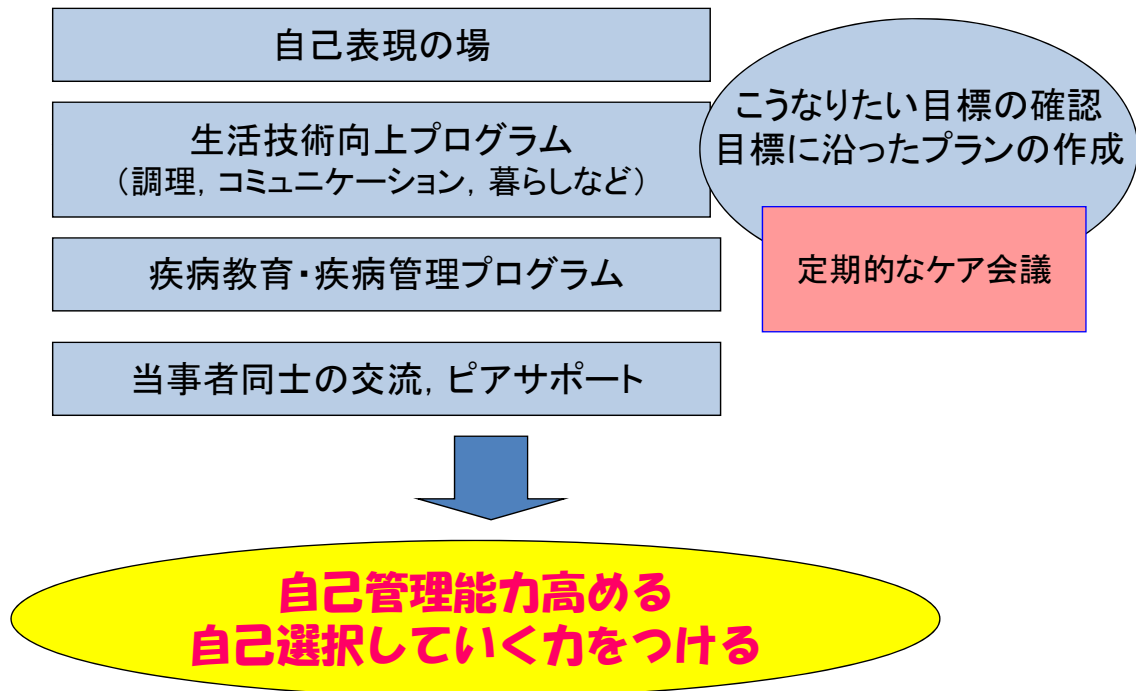 自己表現の場
生活技術向上プログラム
（調理，コミュニケーション，暮らしなど）
疾病教育・疾病管理プログラム
当事者同士の交流，ピアサポート
こうなりたい目標の確認
目標に沿ったプランの作成
定期的なケア会議
自己管理能力高める
自己選択していく力をつける